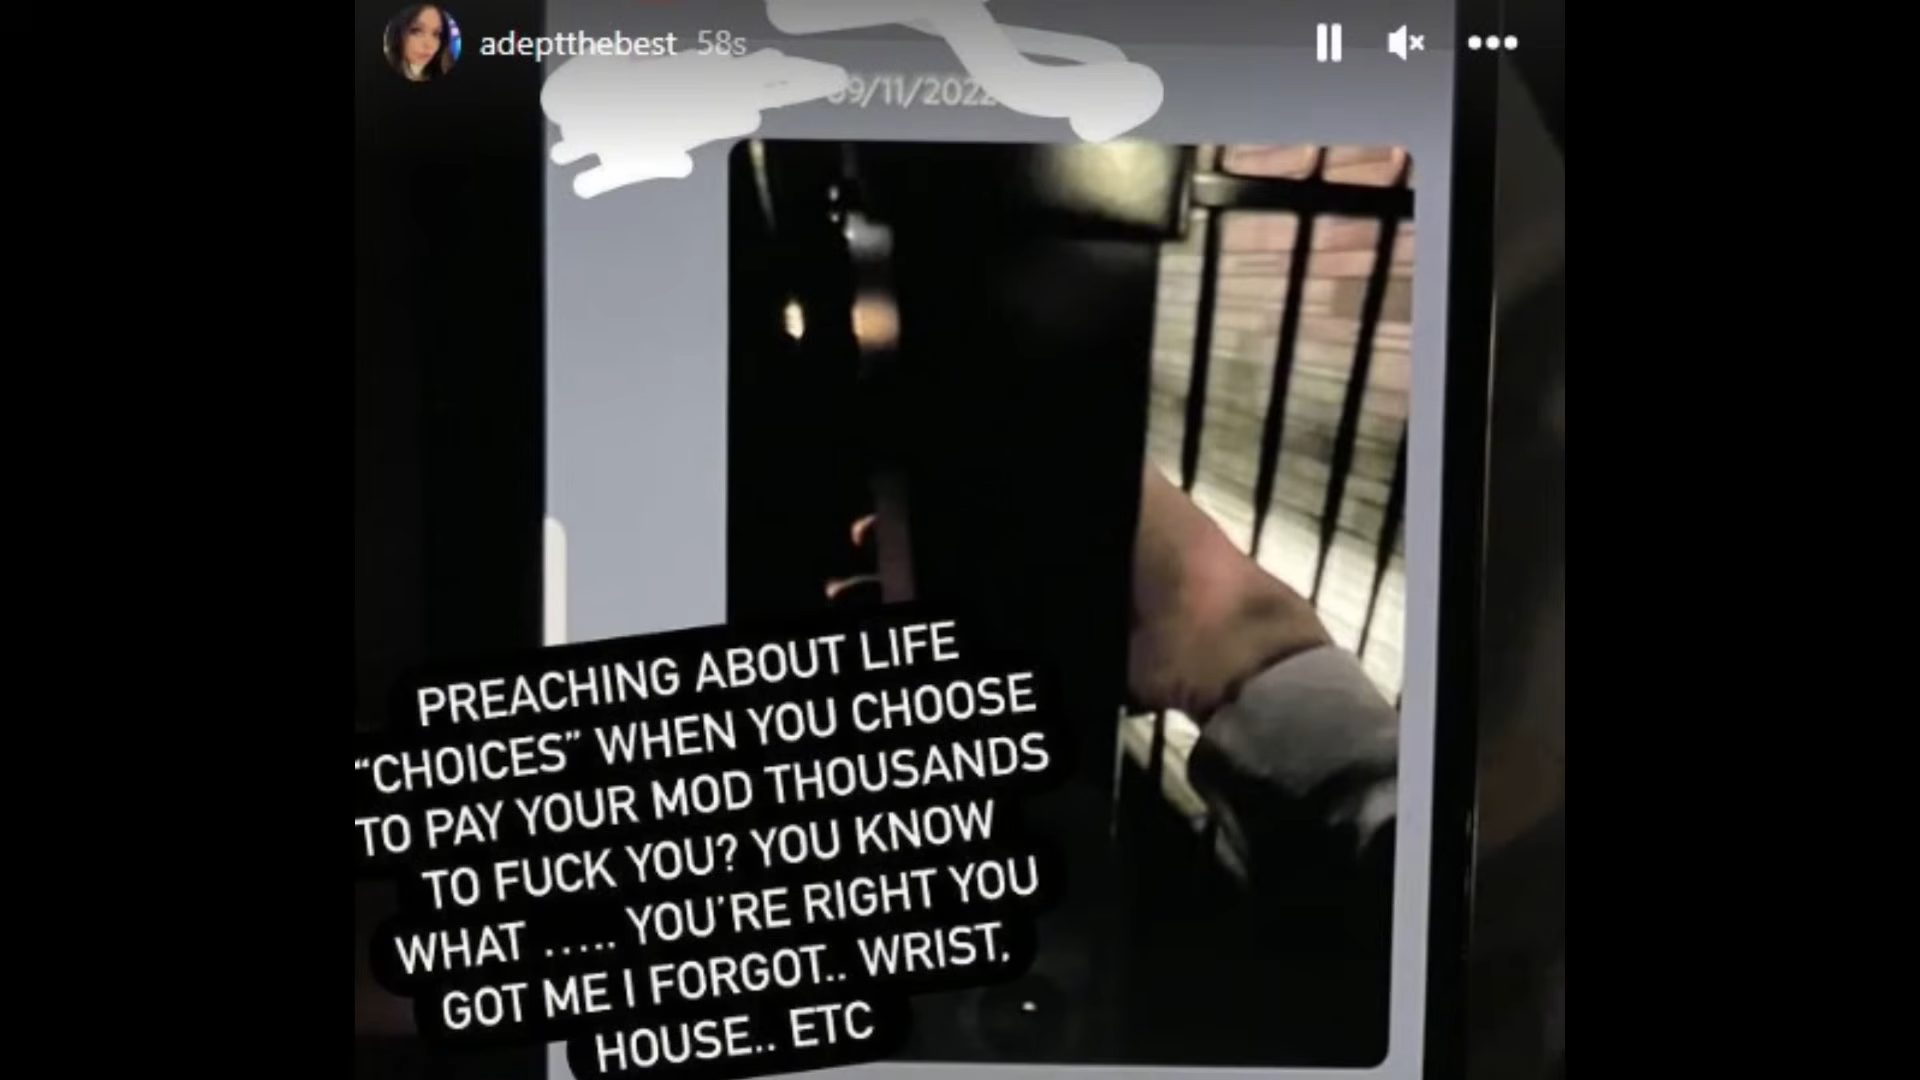 adeptthebest 58s
09/11/2022
PREACHING ABOUT LIFE
“CHOICES” WHEN YOU CHOOSE
TO PAY YOUR MOD THOUSANDS
TO FUCK YOU? YOU KNOW
WHAT ..... YOU’RE RIGHT YOU
GOT ME I FORGOT.. WRIST,
HOUSE.. ETC